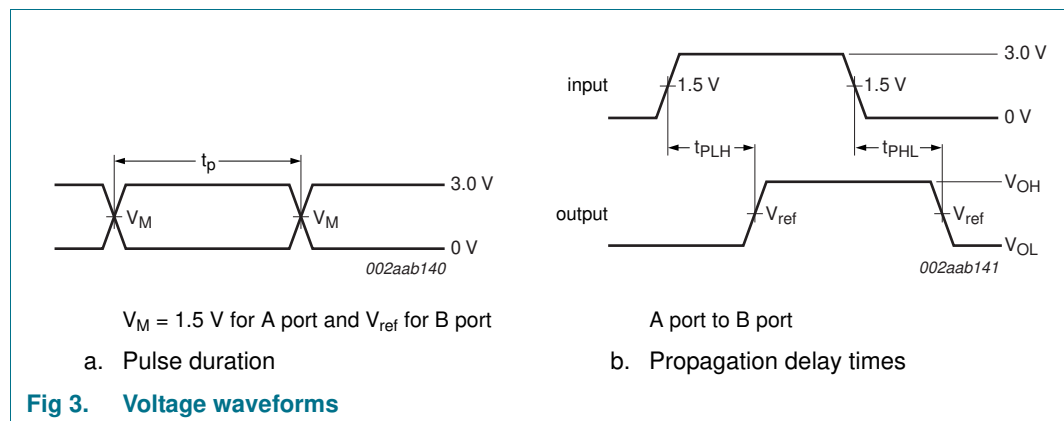 t_p
V_M
V_M
3.0 V
0 V
002aab140
V_M = 1.5 V for A port and V_ref for B port
a. Pulse duration
input
1.5 V
1.5 V
3.0 V
0 V
t_PLH
t_PHL
output
V_ref
V_ref
V_OH
V_OL
002aab141
A port to B port
b. Propagation delay times
Fig 3. Voltage waveforms